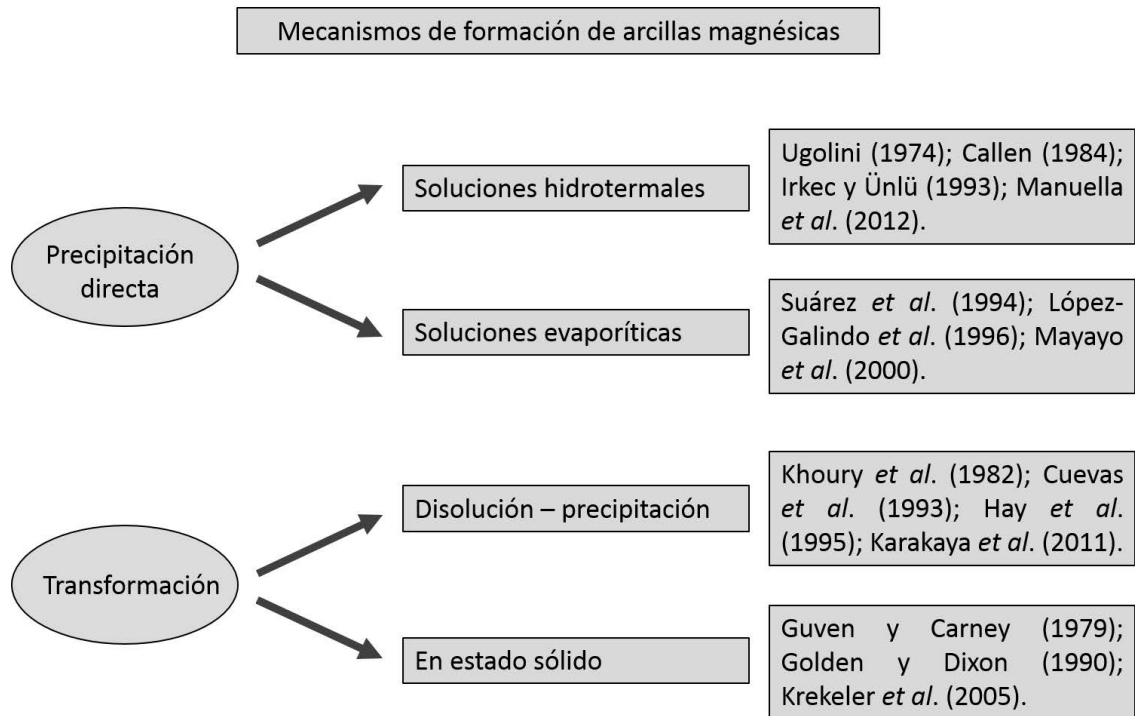 Mecanismos de formación de arcillas magnésicas
Precipitación
directa
Soluciones hidrotermales
Ugolini (1974); Callen (1984);
Irkec y Ünlü (1993); Manuella
et al. (2012).
Soluciones evaporíticas
Suárez et al. (1994); López-
Galindo et al. (1996); Mayayo
et al. (2000).
Transformación
Disolución – precipitación
Khoury et al. (1982); Cuevas
et al. (1993); Hay et al.
(1995); Karakaya et al. (2011).
En estado sólido
Guven y Carney (1979);
Golden y Dixon (1990);
Krekeler et al. (2005).